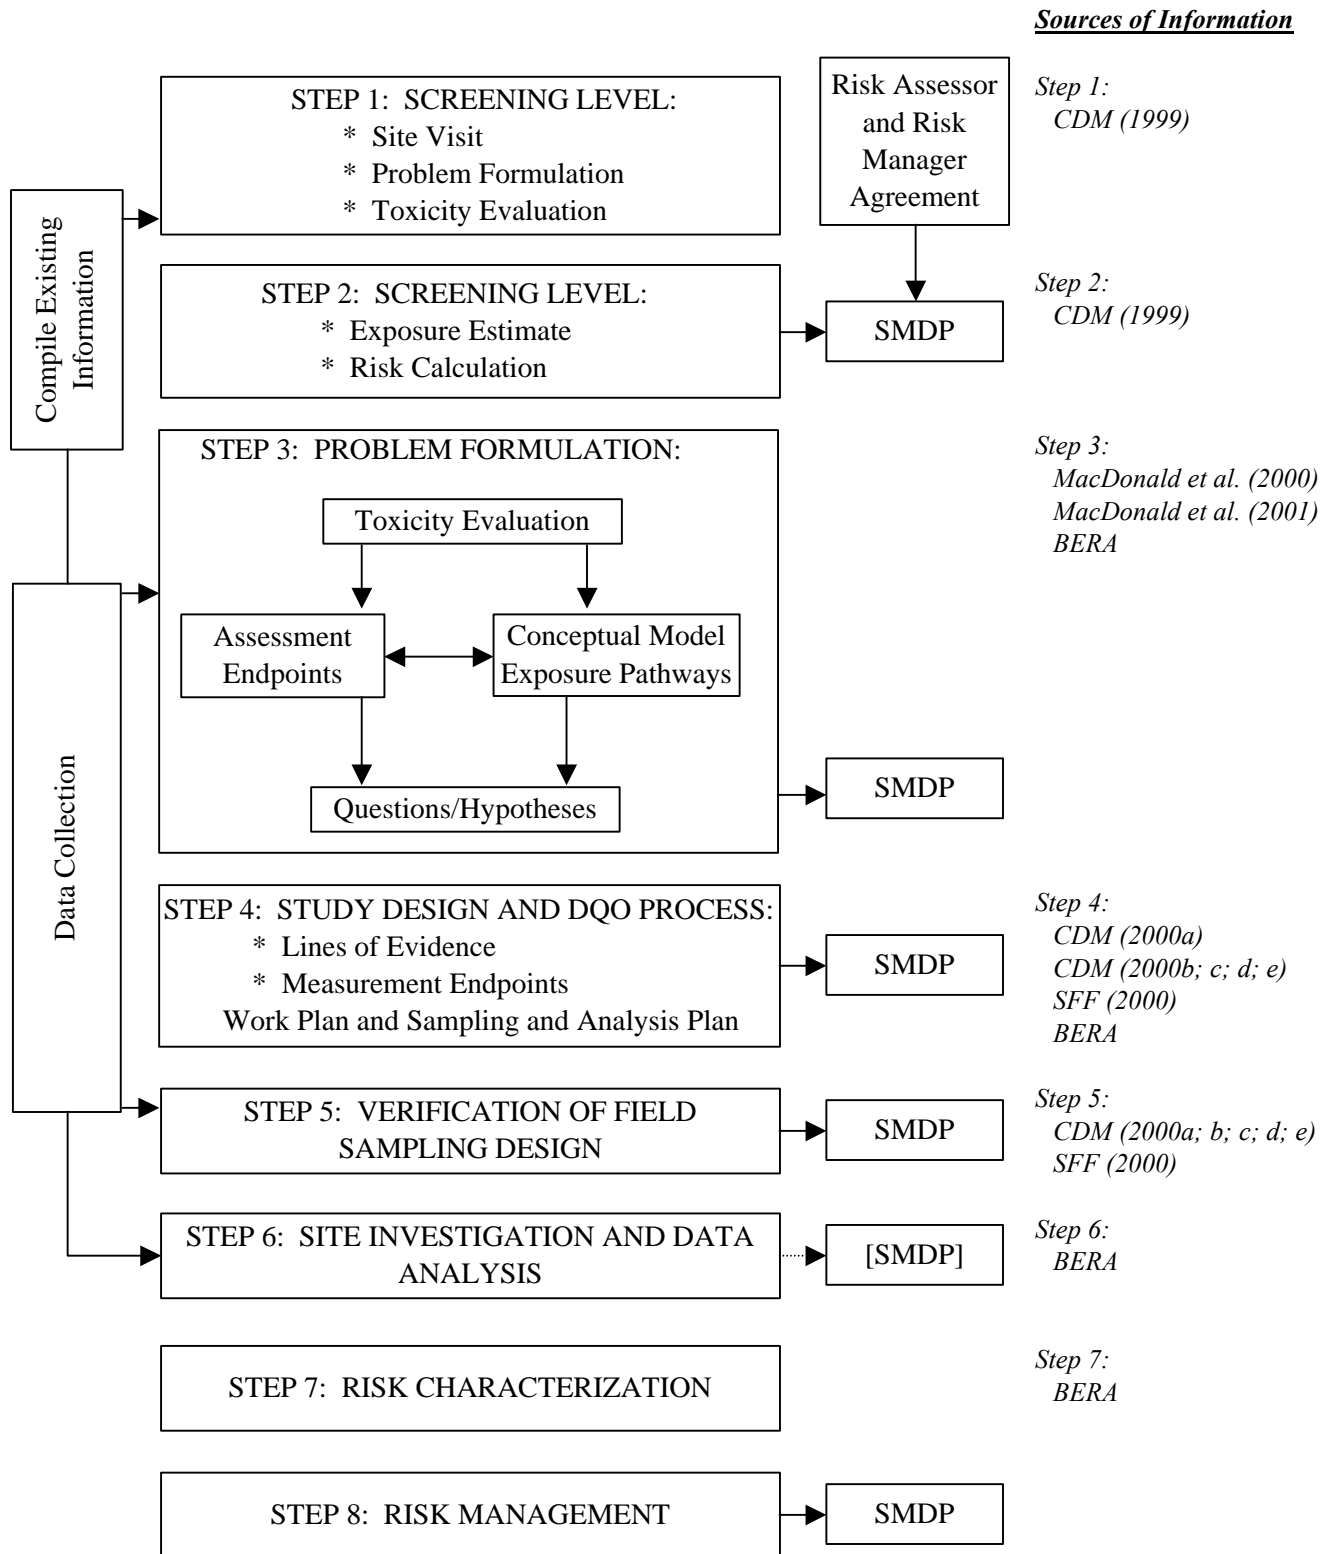 Sources of Information
STEP 1: SCREENING LEVEL:
* Site Visit
* Problem Formulation
* Toxicity Evaluation
Risk Assessor
and Risk
Manager
Agreement
Step 1:
CDM (1999)
Compile Existing
Information
STEP 2: SCREENING LEVEL:
* Exposure Estimate
* Risk Calculation
SMDP
Step 2:
CDM (1999)
STEP 3: PROBLEM FORMULATION:
Toxicity Evaluation
Assessment
Endpoints
Conceptual Model
Exposure Pathways
Questions/Hypotheses
SMDP
Step 3:
MacDonald et al. (2000)
MacDonald et al. (2001)
BERA
Data Collection
STEP 4: STUDY DESIGN AND DQO PROCESS:
* Lines of Evidence
* Measurement Endpoints
Work Plan and Sampling and Analysis Plan
SMDP
Step 4:
CDM (2000a)
CDM (2000b; c; d; e)
SFF (2000)
BERA
STEP 5: VERIFICATION OF FIELD
SAMPLING DESIGN
SMDP
Step 5:
CDM (2000a; b; c; d; e)
SFF (2000)
STEP 6: SITE INVESTIGATION AND DATA
ANALYSIS
[SMDP]
Step 6:
BERA
STEP 7: RISK CHARACTERIZATION
Step 7:
BERA
STEP 8: RISK MANAGEMENT
SMDP